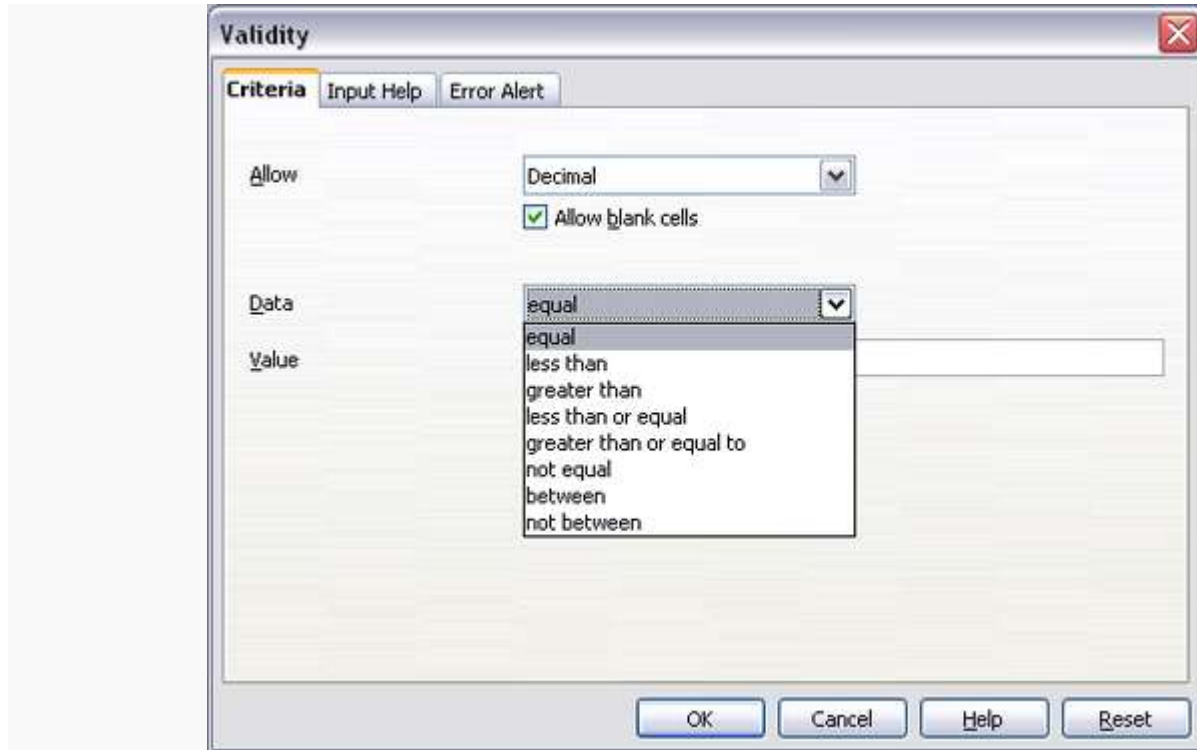 Validity
Criteria Input Help Error Alert
Allow Decimal
Allow blank cells
Data equal
equal
Value
less than
greater than
less than or equal
greater than or equal to
not equal
between
not between
OK Cancel Help Reset